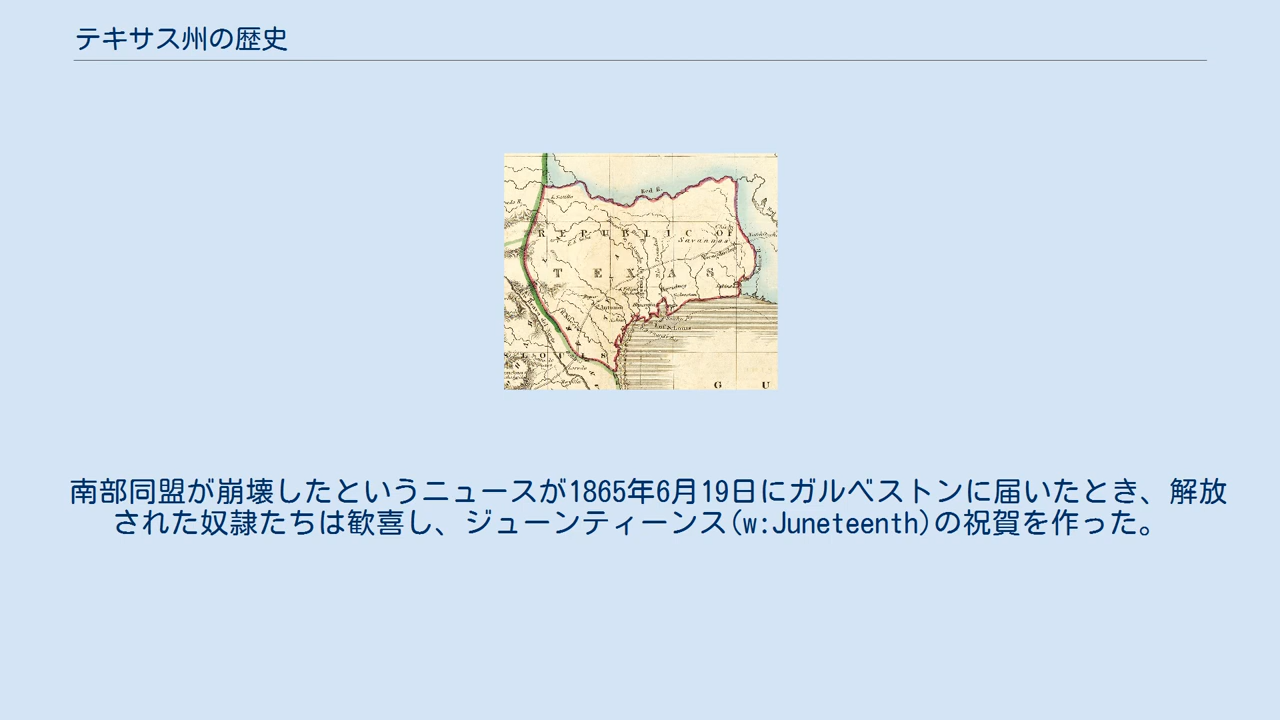 テキサス州の歴史
Red R.
REPUBLIC OF
Savannas
TEXAS
G U
南部同盟が崩壊したというニュースが1865年6月19日にガルベストンに届いたとき、解放
された奴隷たちは歓喜し、ジューンティーンス(w:Juneteenth)の祝賀を作った。